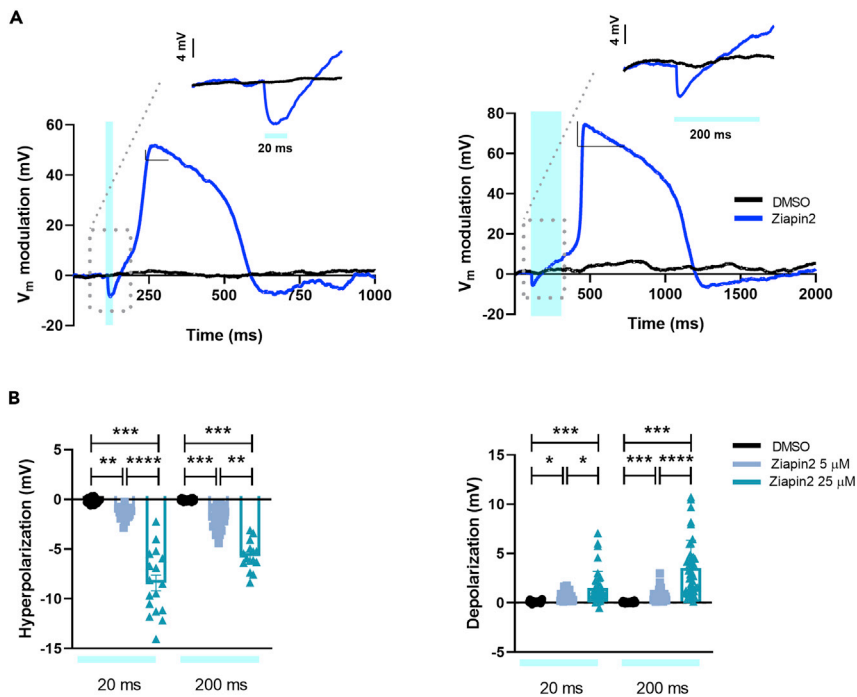 A
4 mV
20 ms
60
40
20
0
-20
250
500
750
1000
Vm modulation (mV)
Time (ms)
4 mV
200 ms
80
60
40
20
0
-20
500
1000
1500
2000
Vm modulation (mV)
Time (ms)
DMSO
Ziapin2
B
*** ***
** **** *** **
5
0
-5
-10
-15
Hyperpolarization (mV)
20 ms 200 ms
*** ***
* * *** ****
15
10
5
0
-5
Depolarization (mV)
20 ms 200 ms
DMSO
Ziapin2 5 μM
Ziapin2 25 μM